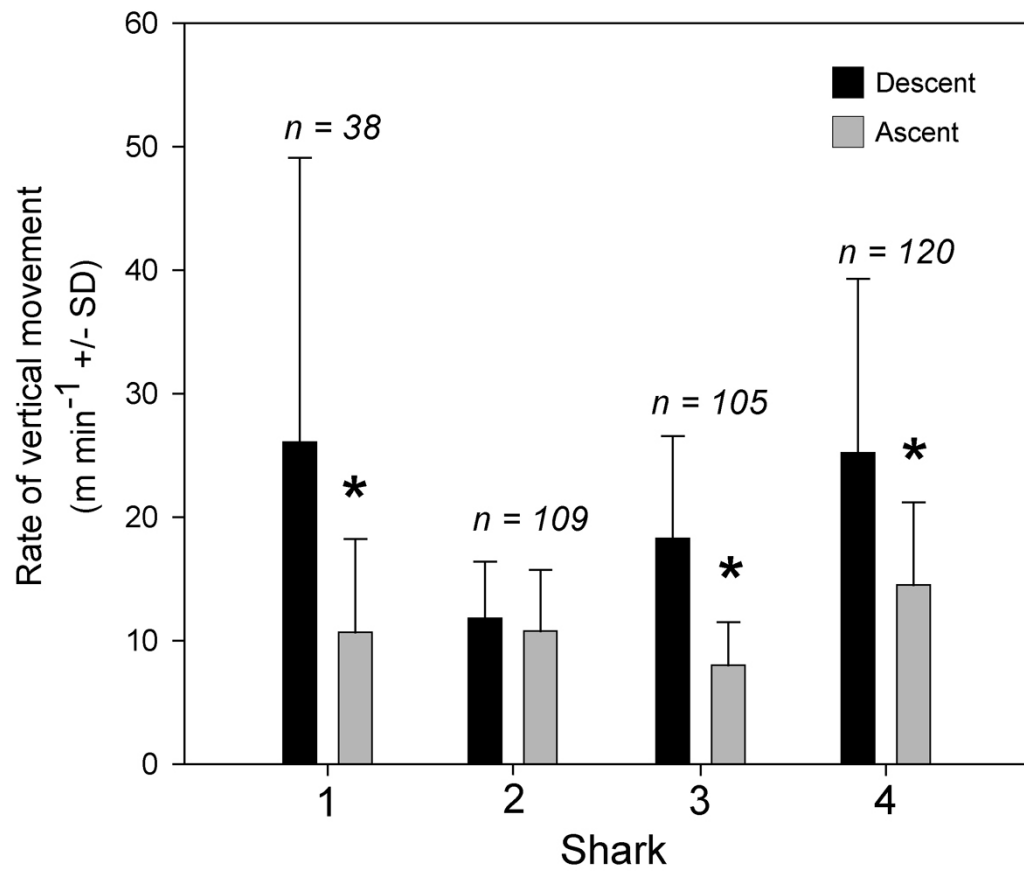 Rate of vertical movement
(m min⁻¹ +/- SD)
60
50
40
30
20
10
0
Descent
Ascent
n = 38
*
n = 109
n = 105
*
n = 120
*
1 2 3 4
Shark